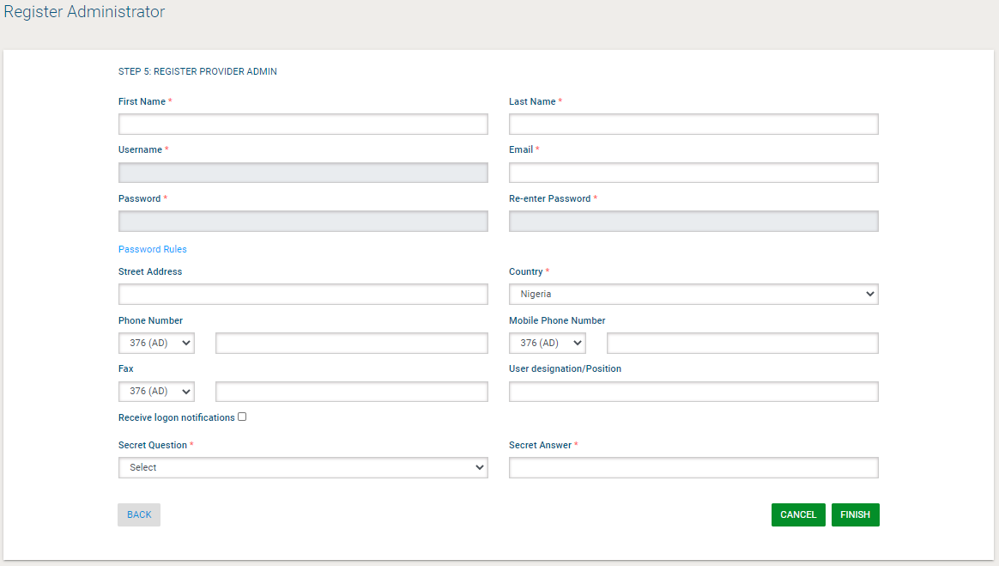 Register Administrator
STEP 5: REGISTER PROVIDER ADMIN
First Name *
Last Name *
Username *
Email *
Password *
Re-enter Password *
Password Rules
Street Address
Country *
Nigeria
Phone Number
Mobile Phone Number
376 (AD)
376 (AD)
Fax
User designation/Position
376 (AD)
Receive logon notifications
Secret Question *
Secret Answer *
Select
BACK
CANCEL
FINISH